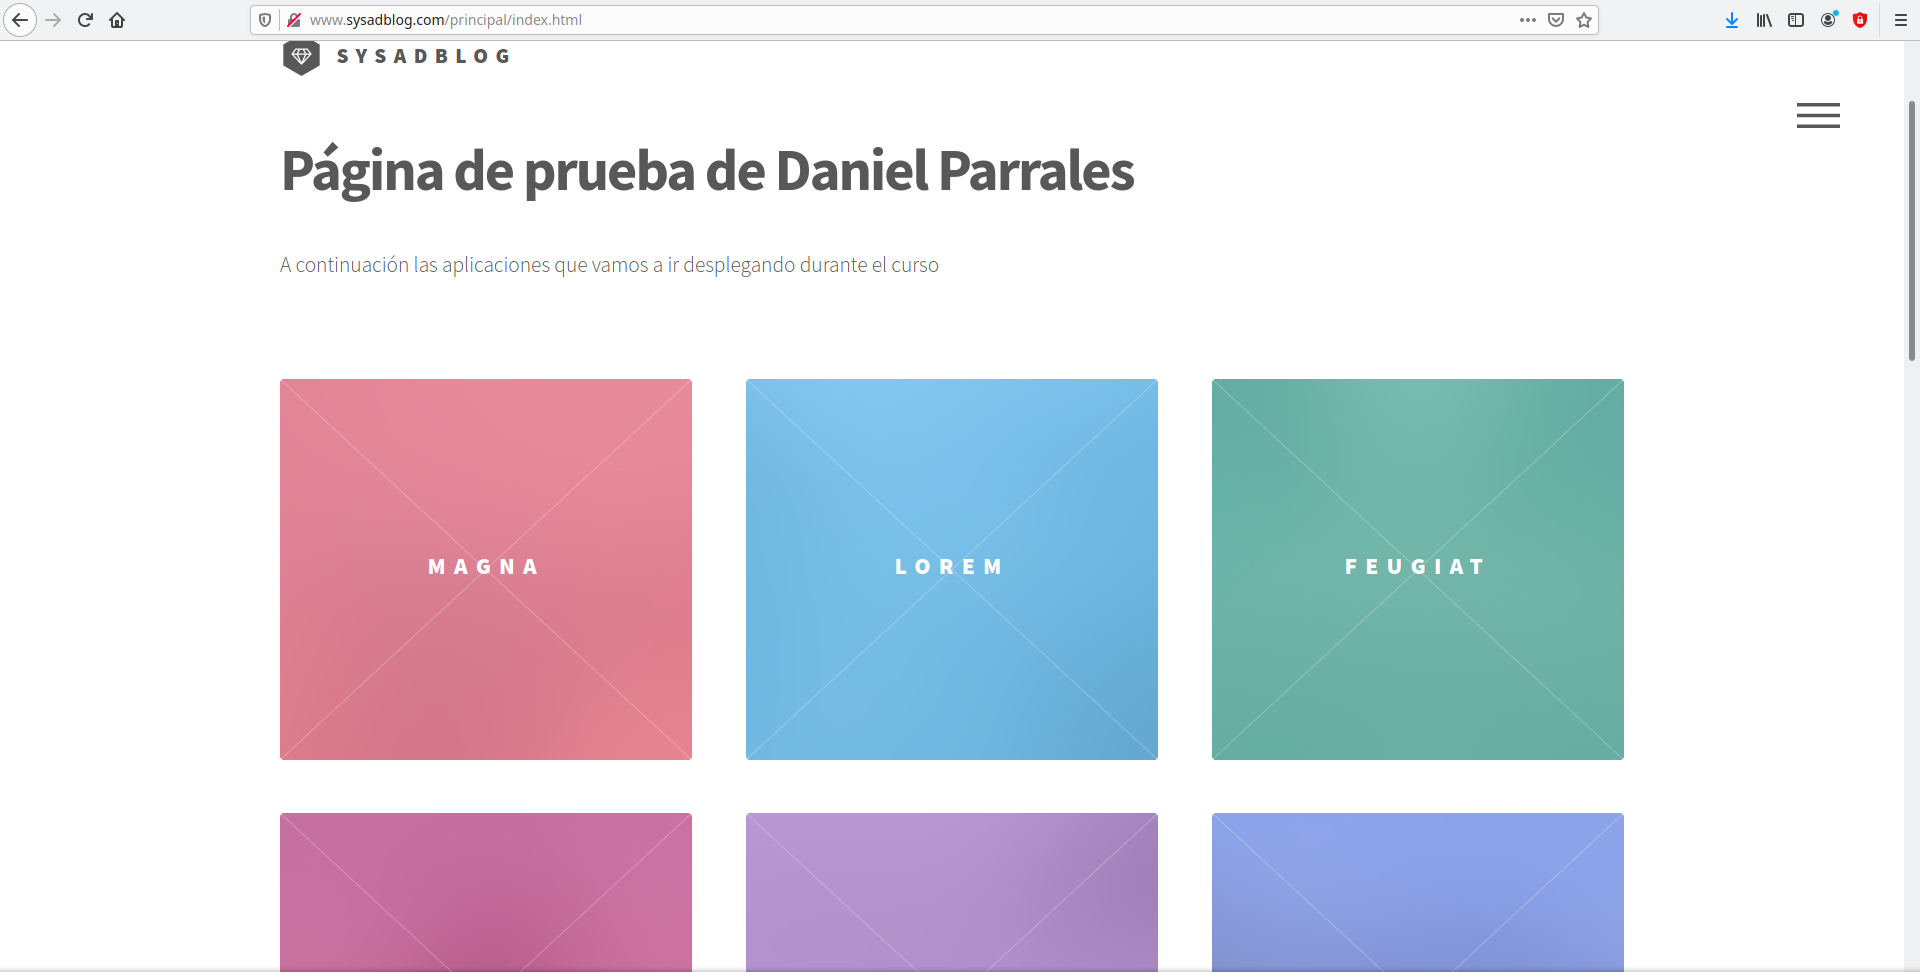 www.sysadblog.com/principal/index.html
SYSADBLOG
Página de prueba de Daniel Parrales
A continuación las aplicaciones que vamos a ir desplegando durante el curso
MAGNA
LOREM
FEUGIAT